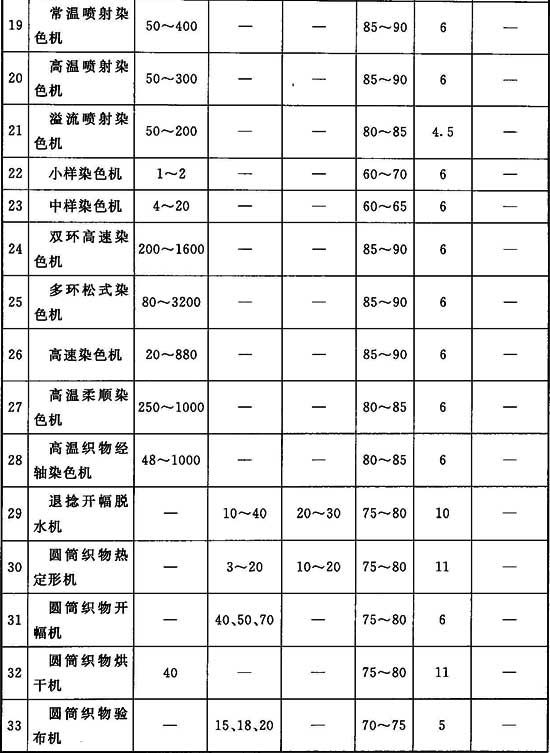 19 常温喷射染色机 50～400 — — 85～90 6 —
20 高温喷射染色机 50～300 — — 85～90 6 —
21 溢流喷射染色机 50～200 — — 80～85 4.5 —
22 小样染色机 1～2 — — 60～70 6 —
23 中样染色机 4～20 — — 60～65 6 —
24 双环高速染色机 200～1600 — — 85～90 6 —
25 多环松式染色机 80～3200 — — 85～90 6 —
26 高速染色机 20～880 — — 85～90 6 —
27 高温柔顺染色机 250～1000 — — 80～85 6 —
28 高温织物经轴染色机 48～1000 — — 80～85 6 —
29 退捻开幅脱水机 — 10～40 20～30 75～80 10 —
30 圆筒织物热定形机 — 3～20 10～20 75～80 11 —
31 圆筒织物开幅机 — 40、50、70 — 75～80 6 —
32 圆筒织物烘干机 40 — — 75～80 11 —
33 圆筒织物验布机 — 15、18、20 — 70～75 5 —